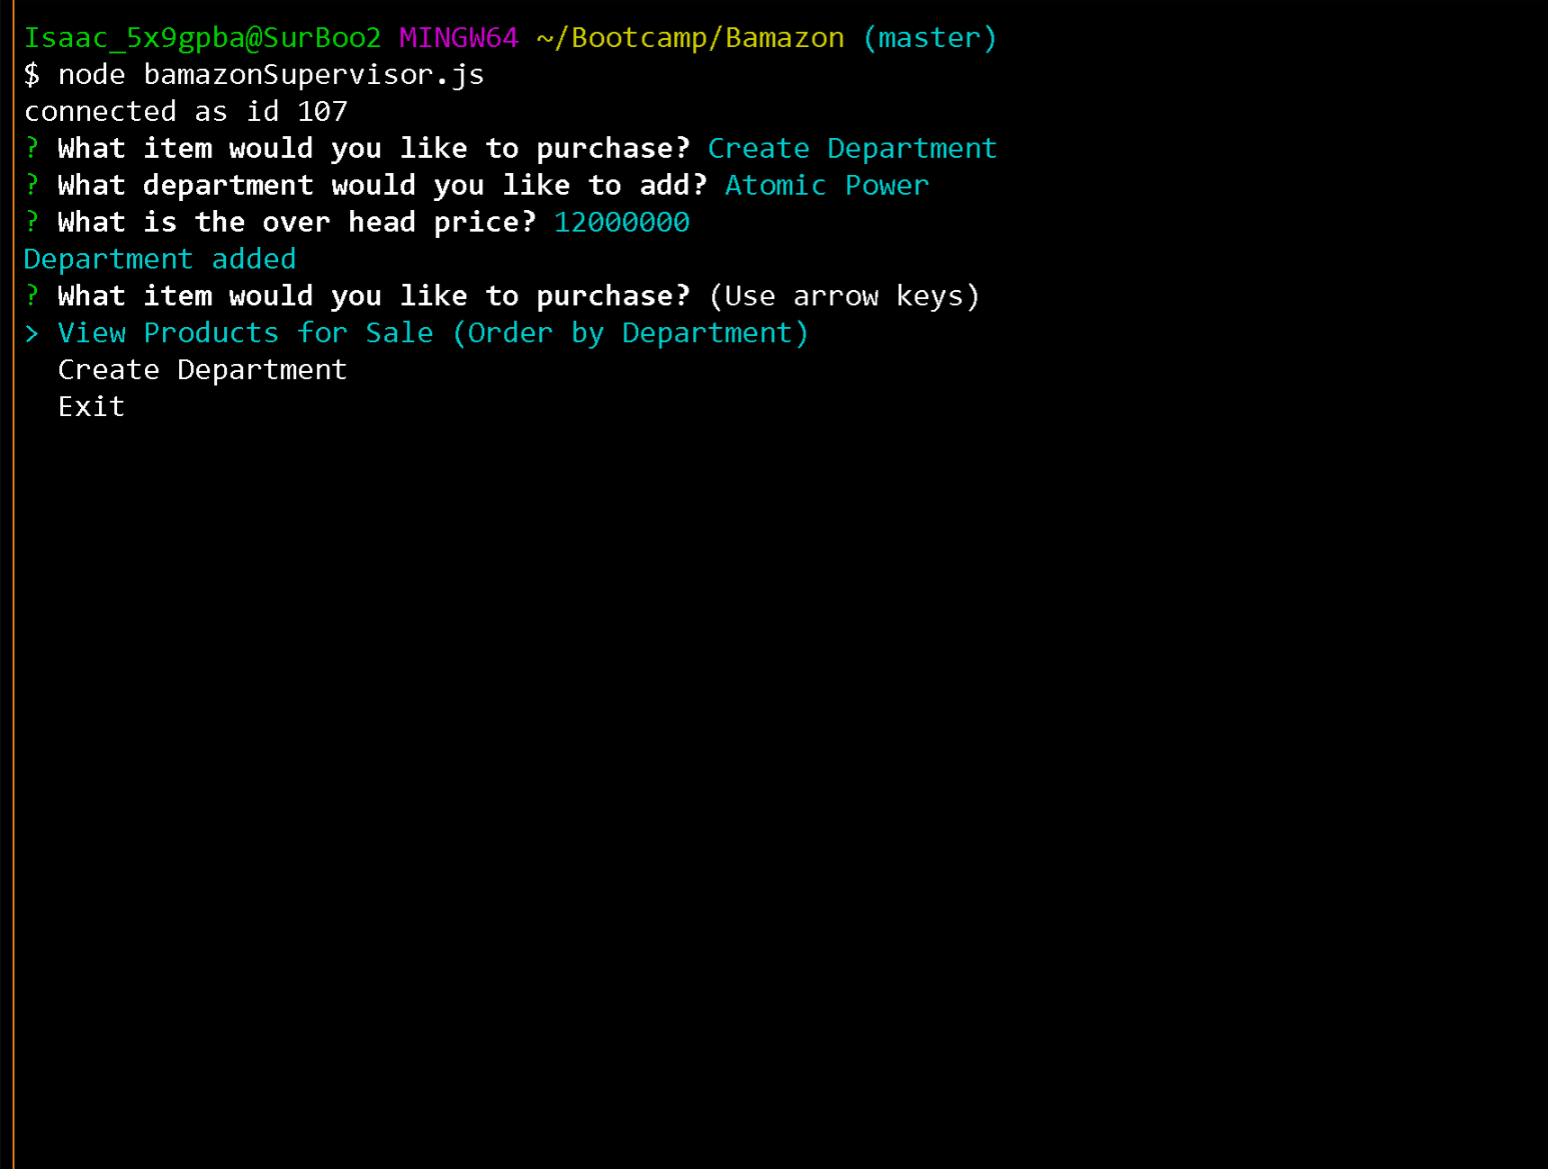 Isaac_5x9gpba@SurBoo2 MINGW64 ~/Bootcamp/Bamazon (master)
$ node bamazonSupervisor.js
connected as id 107
? What item would you like to purchase? Create Department
? What department would you like to add? Atomic Power
? What is the over head price? 12000000
Department added
? What item would you like to purchase? (Use arrow keys)
> View Products for Sale (Order by Department)
  Create Department
  Exit